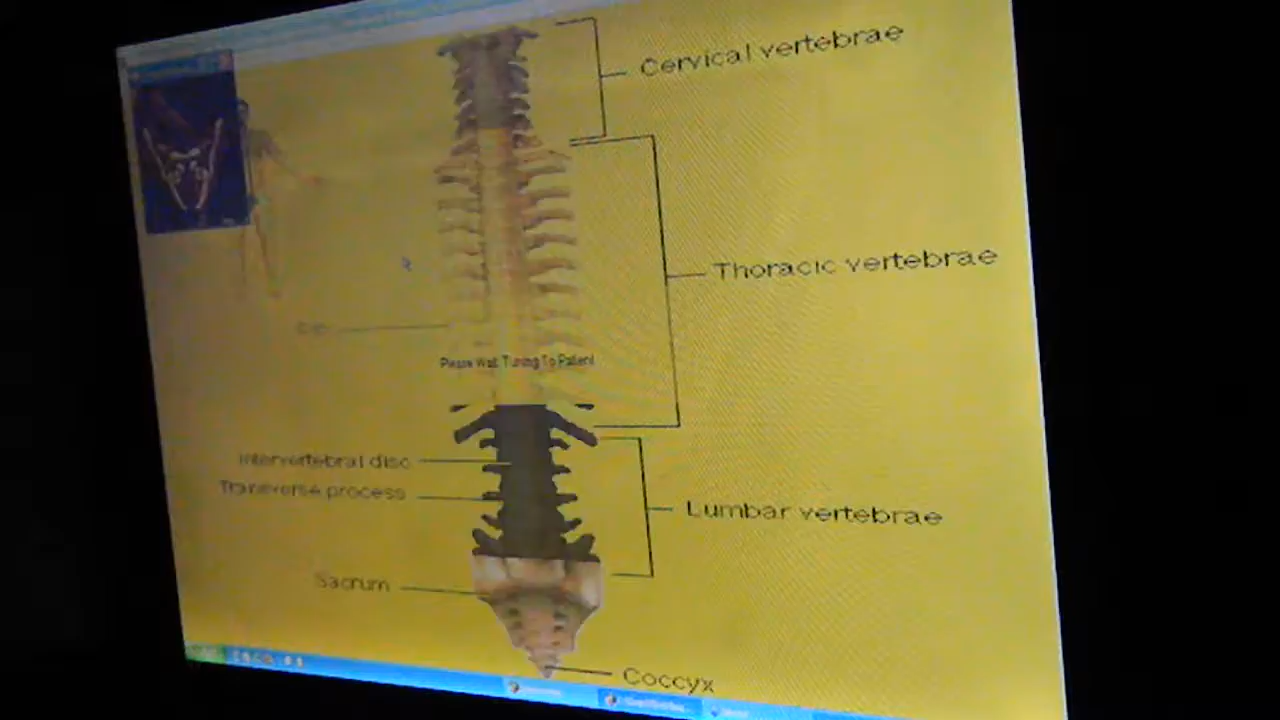 Cervical vertebrae
Thoracic vertebrae
Please Wait Tuning To Patient
Intervertebral disc
Transverse process
Lumbar vertebrae
Sacrum
Coccyx